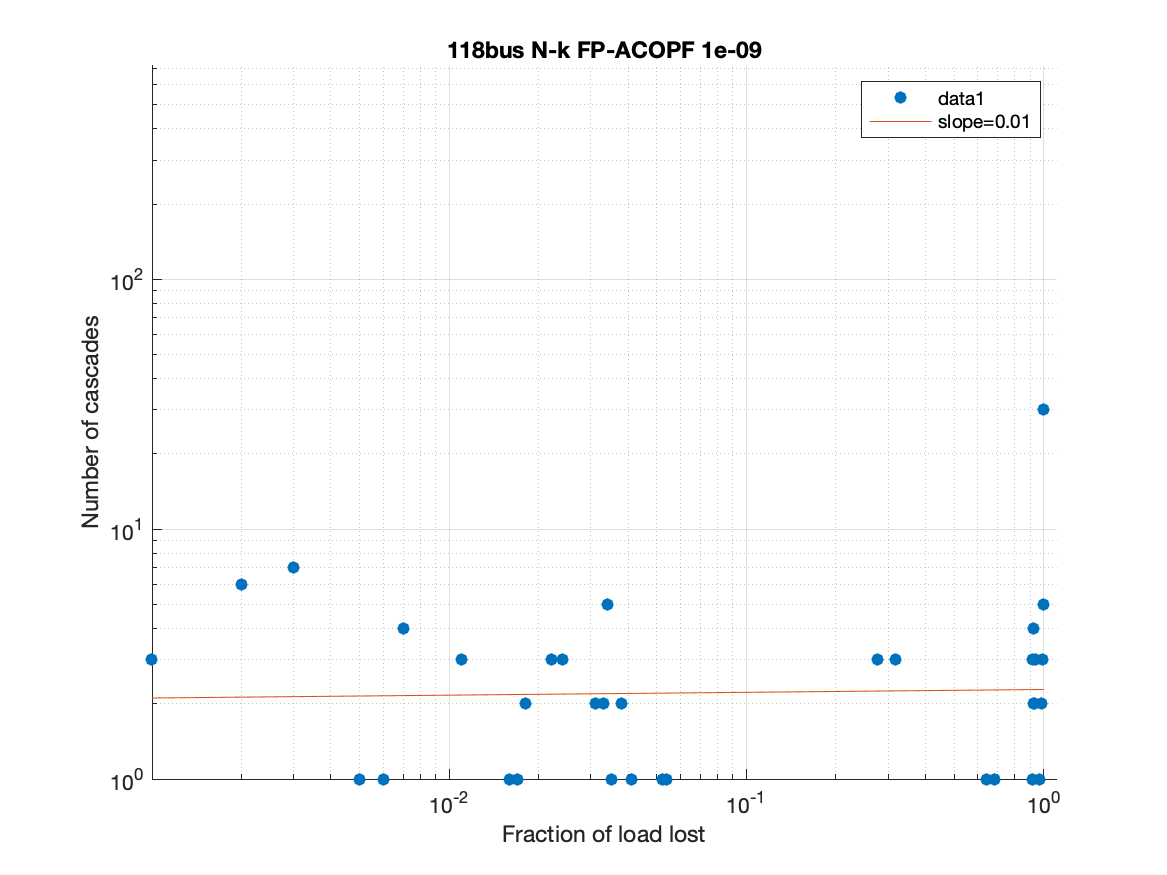 118bus N-k FP-ACOPF 1e-09
data1
slope=0.01
Number of cascades
10^2
10^1
10^0
10^-2
10^-1
10^0
Fraction of load lost